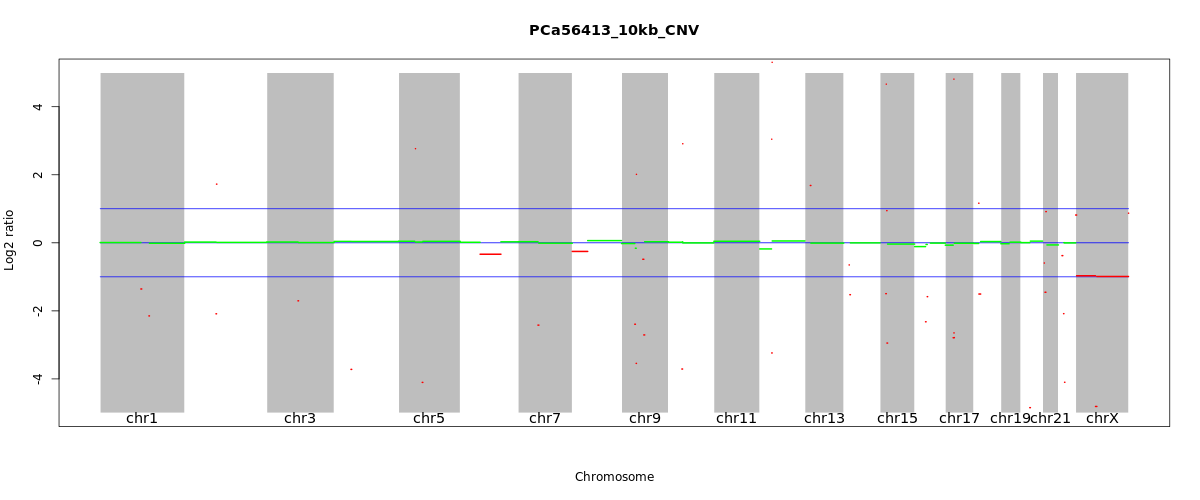 PCa56413_10kb_CNV
Log2 ratio
4
2
0
-2
-4
chr1 chr3 chr5 chr7 chr9 chr11 chr13 chr15 chr17 chr19 chr21 chrX
Chromosome